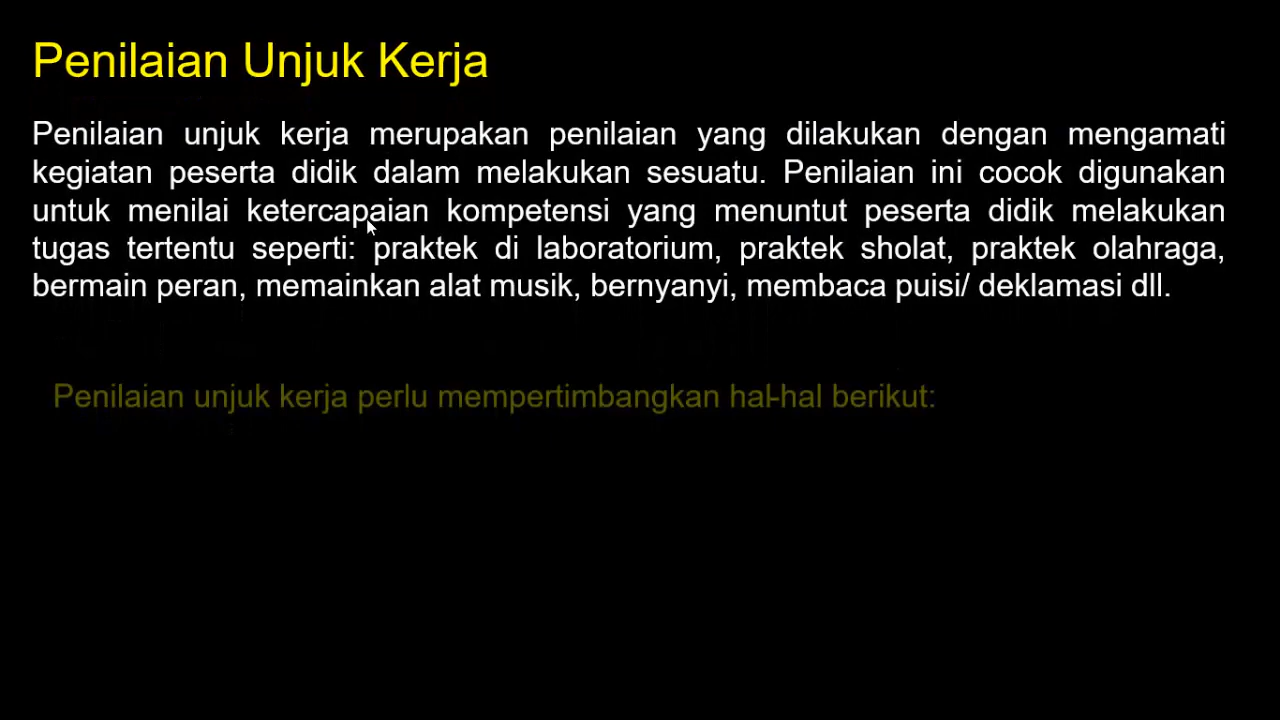 Penilaian Unjuk Kerja
Penilaian unjuk kerja merupakan penilaian yang dilakukan dengan mengamati
kegiatan peserta didik dalam melakukan sesuatu. Penilaian ini cocok digunakan
untuk menilai ketercapaian kompetensi yang menuntut peserta didik melakukan
tugas tertentu seperti: praktek di laboratorium, praktek sholat, praktek olahraga,
bermain peran, memainkan alat musik, bernyanyi, membaca puisi/ deklamasi dll.
Penilaian unjuk kerja perlu mempertimbangkan hal-hal berikut: